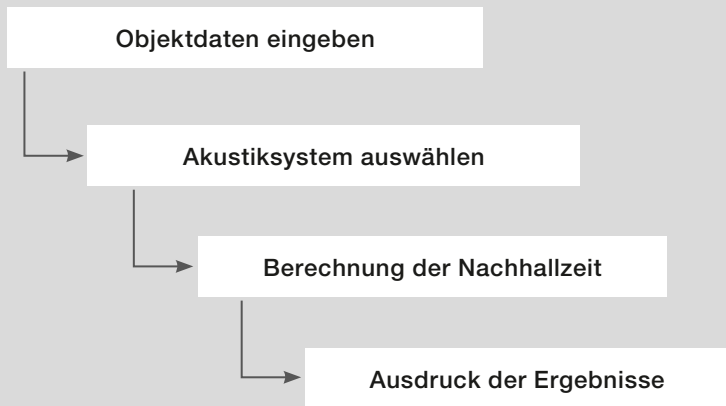 Objektdaten eingeben
Akustiksystem auswählen
Berechnung der Nachhallzeit
Ausdruck der Ergebnisse